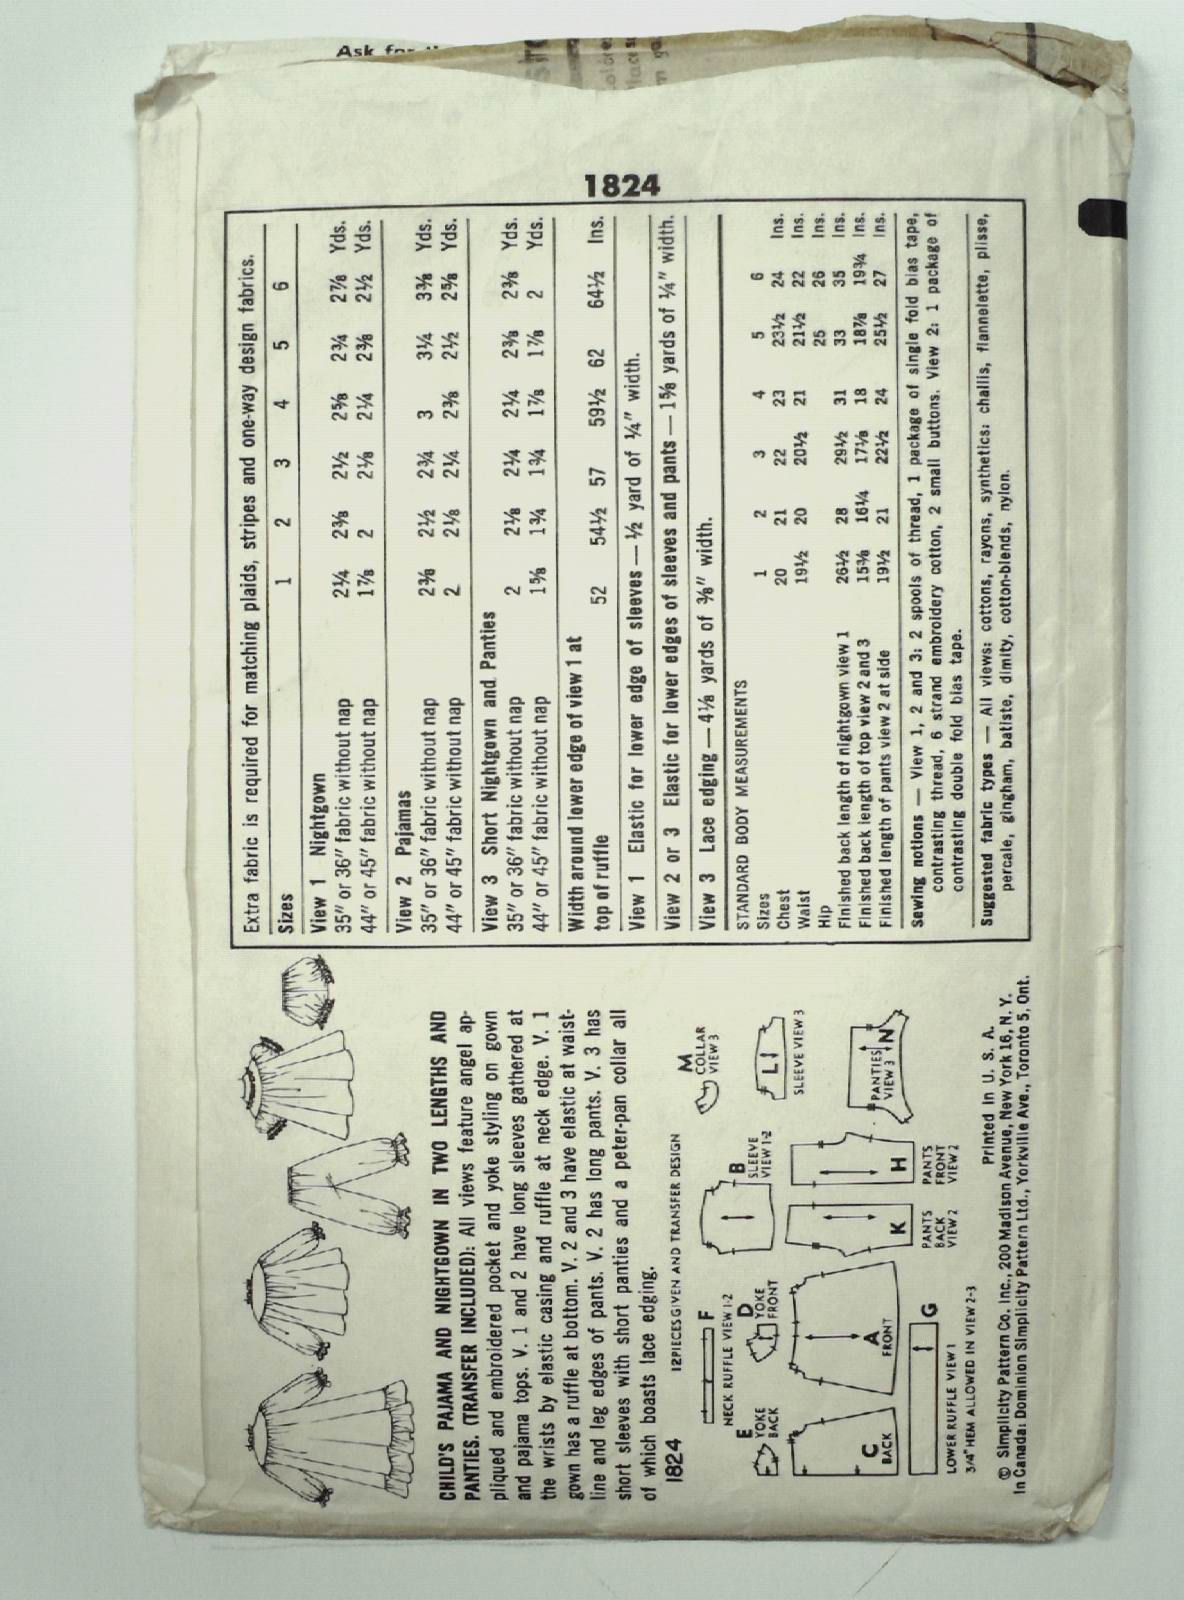 Ask for
1824
CHILD'S PAJAMA AND NIGHTGOWN IN TWO LENGTHS AND
PANTIES. (TRANSFER INCLUDED): All views feature angel ap-
pliqued and embroidered pocket and yoke styling on gown
and pajama tops. V. 1 and 2 have long sleeves gathered at
the wrists by elastic casing and ruffle at neck edge. V. 1
gown has a ruffle at bottom. V. 2 and 3 have elastic at waist-
line and leg edges of pants. V. 2 has long pants. V. 3 has
short sleeves with short panties and a peter-pan collar all
of which boasts lace edging.
1824 12 PIECES GIVEN AND TRANSFER DESIGN
F
NECK RUFFLE VIEW 1-2
E
YOKE
BACK
D
YOKE
FRONT
B
SLEEVE
VIEW 1-2
M
COLLAR
VIEW 3
L
SLEEVE VIEW 3
C
BACK
A
FRONT
K
PANTS
BACK
VIEW 2
H
PANTS
FRONT
VIEW 2
PANTIES
VIEW 3
N
G
LOWER RUFFLE VIEW 1
3/4" HEM ALLOWED IN VIEW 2-3
Printed in U. S. A.
© Simplicity Pattern Co. Inc., 200 Madison Avenue, New York 16, N. Y.
In Canada: Dominion Simplicity Pattern Ltd., Yorkville Ave., Toronto 5, Ont.
Extra fabric is required for matching plaids, stripes and one-way design fabrics.
Sizes 1 2 3 4 5 6
View 1 Nightgown
35" or 36" fabric without nap 2¼ 2⅜ 2½ 2⅝ 2¾ 2⅞ Yds.
44" or 45" fabric without nap 1⅞ 2 2⅛ 2¼ 2⅜ 2½ Yds.
View 2 Pajamas
35" or 36" fabric without nap 2⅜ 2½ 2¾ 3 3¼ 3⅜ Yds.
44" or 45" fabric without nap 2 2⅛ 2¼ 2⅜ 2½ 2⅝ Yds.
View 3 Short Nightgown and Panties
35" or 36" fabric without nap 2 2⅛ 2¼ 2¼ 2⅜ 2⅜ Yds.
44" or 45" fabric without nap 1⅝ 1¾ 1¾ 1⅞ 1⅞ 2 Yds.
Width around lower edge of view 1 at
top of ruffle 52 54½ 57 59½ 62 64½ Ins.
View 1 Elastic for lower edge of sleeves — ½ yard of ¼" width.
View 2 or 3 Elastic for lower edges of sleeves and pants — 1⅝ yards of ¼" width.
View 3 Lace edging — 4⅛ yards of ⅜" width.
STANDARD BODY MEASUREMENTS
Sizes 1 2 3 4 5 6
Chest 20 21 22 23 23½ 24 Ins.
Waist 19½ 20 20½ 21 21½ 22 Ins.
Hip 25 26 Ins.
Finished back length of nightgown view 1 26½ 28 29½ 31 33 35 Ins.
Finished back length of top view 2 and 3 15⅜ 16¼ 17⅛ 18 18⅞ 19¾ Ins.
Finished length of pants view 2 at side 19½ 21 22½ 24 25½ 27 Ins.
Sewing notions — View 1, 2 and 3: 2 spools of thread, 1 package of single fold bias tape,
contrasting thread, 6 strand embroidery cotton, 2 small buttons. View 2: 1 package of
contrasting double fold bias tape.
Suggested fabric types — All views: cottons, rayons, synthetics: challis, flannelette, plisse,
percale, gingham, batiste, dimity, cotton-blends, nylon.